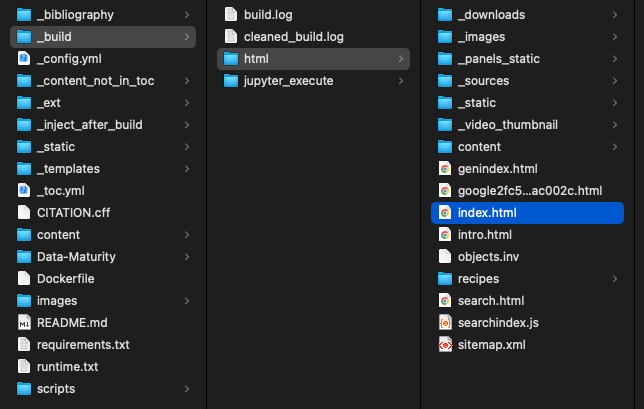 _bibliography
_build
_config.yml
_content_not_in_toc
_ext
_inject_after_build
_static
_templates
_toc.yml
CITATION.cff
content
Data-Maturity
Dockerfile
images
README.md
requirements.txt
runtime.txt
scripts
build.log
cleaned_build.log
html
jupyter_execute
_downloads
_images
_panels_static
_sources
_static
_video_thumbnail
content
genindex.html
google2fc5...ac002c.html
index.html
intro.html
objects.inv
recipes
search.html
searchindex.js
sitemap.xml